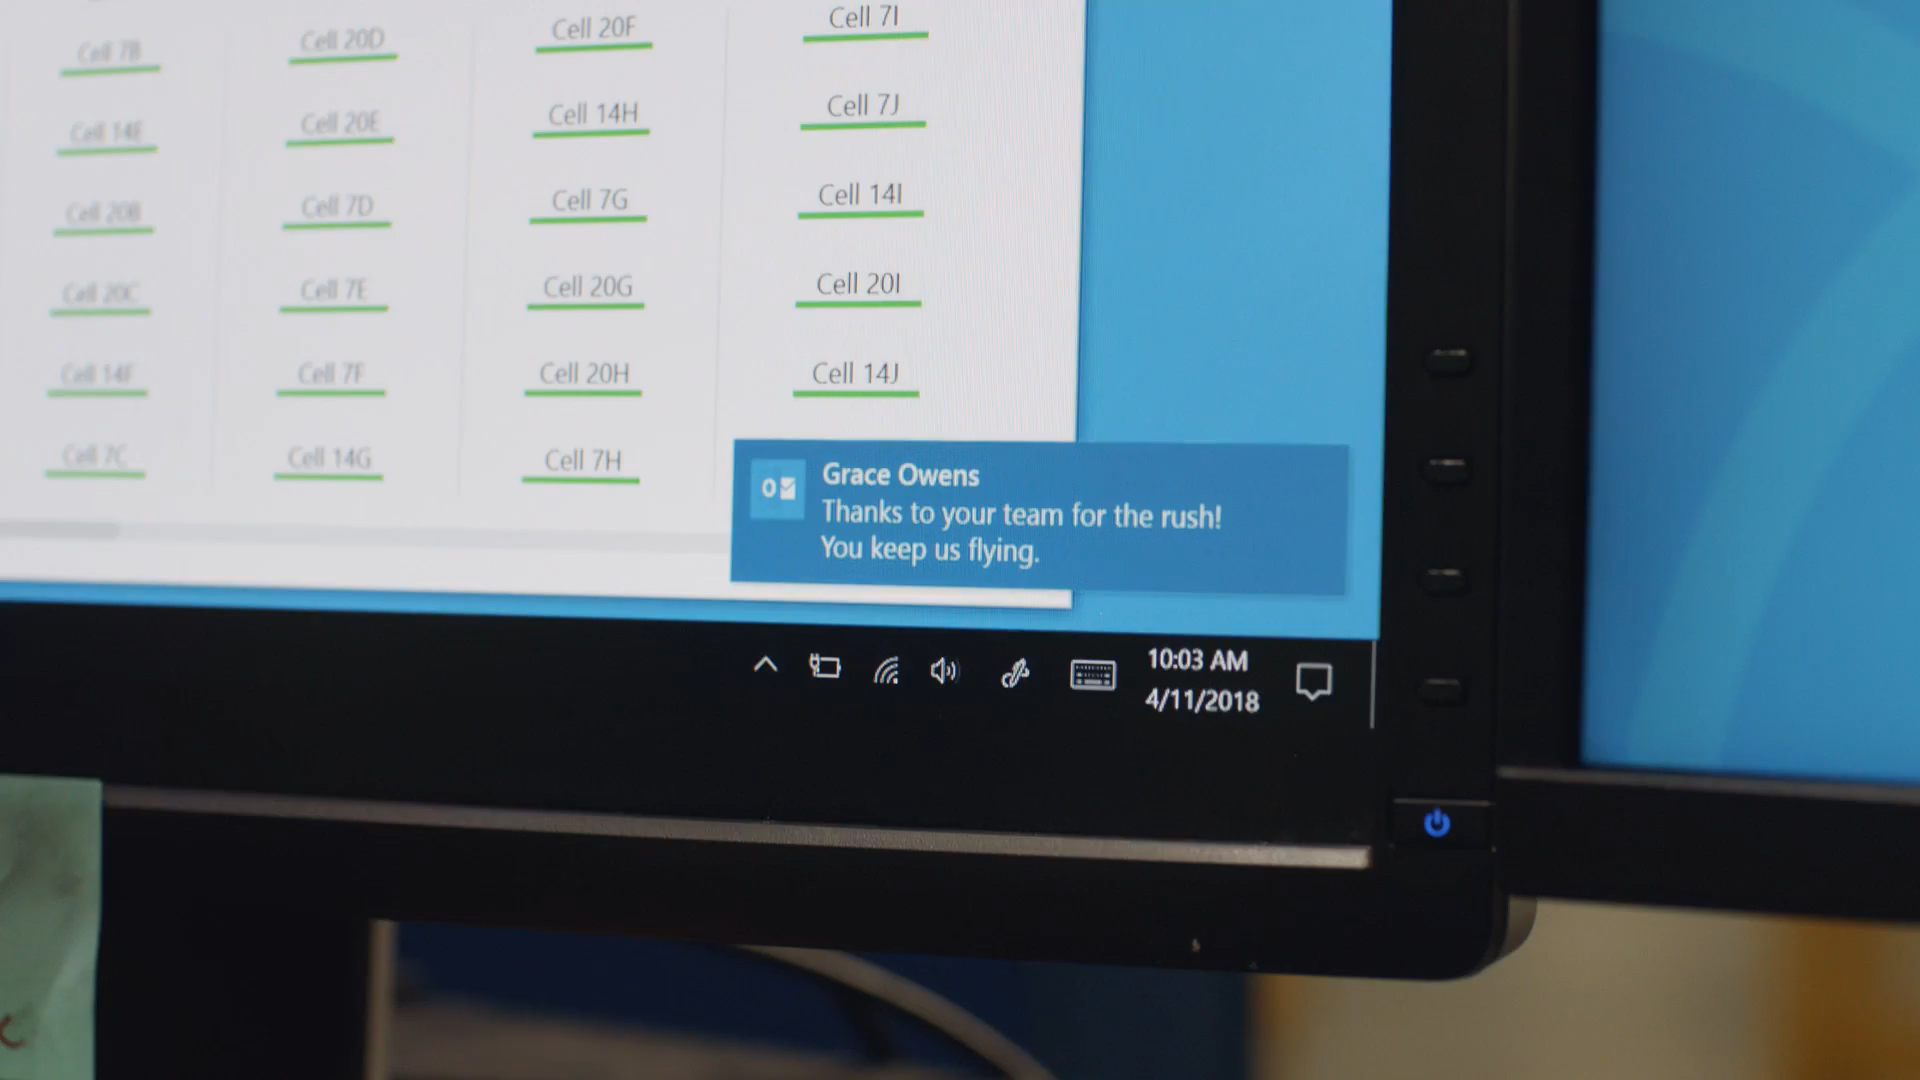 Cell 7B
Cell 14E
Cell 20B
Cell 20C
Cell 14F
Cell 7C
Cell 20D
Cell 20E
Cell 7D
Cell 7E
Cell 7F
Cell 14G
Cell 20F
Cell 14H
Cell 7G
Cell 20G
Cell 20H
Cell 7H
Cell 7I
Cell 7J
Cell 14I
Cell 20I
Cell 14J
Grace Owens
Thanks to your team for the rush!
You keep us flying.
10:03 AM
4/11/2018